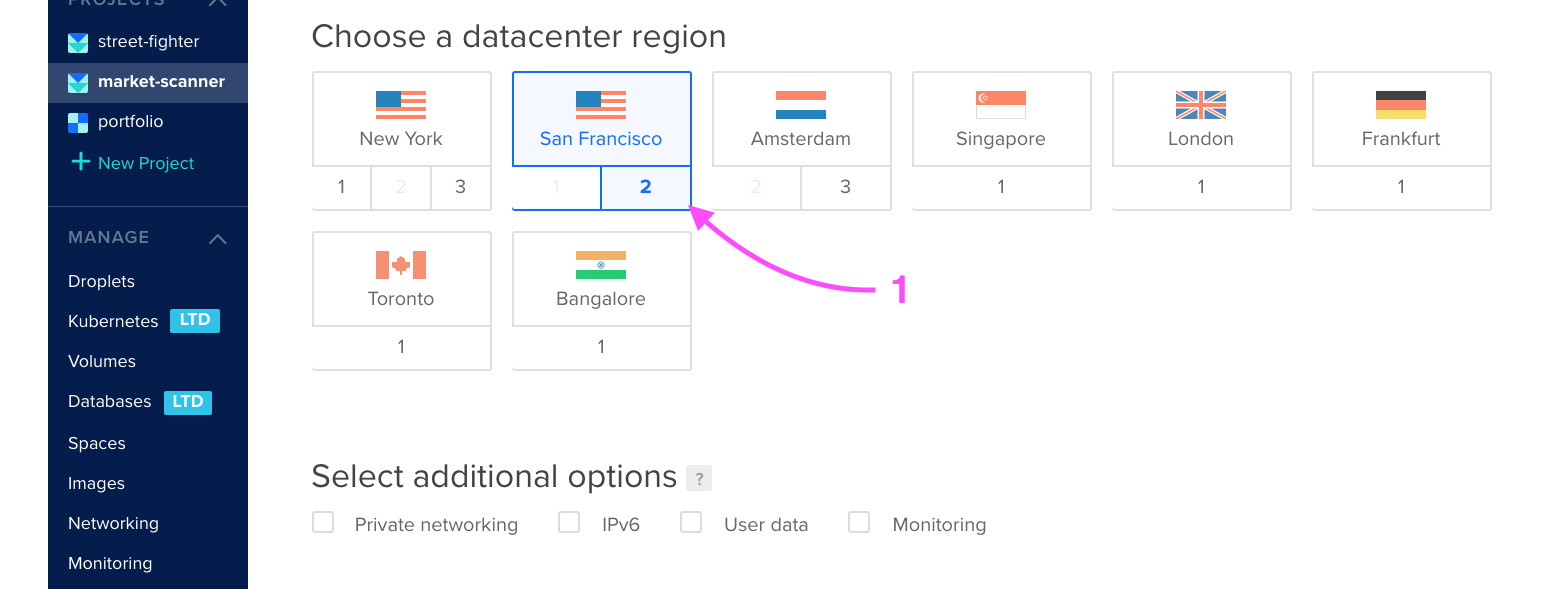 PROJECTS
street-fighter
market-scanner
portfolio
+ New Project
MANAGE
Droplets
Kubernetes LTD
Volumes
Databases LTD
Spaces
Images
Networking
Monitoring
Choose a datacenter region
New York San Francisco Amsterdam Singapore London Frankfurt
1 2 3 1 2 2 3 1 1 1
Toronto Bangalore
1 1
1
Select additional options ?
Private networking IPv6 User data Monitoring